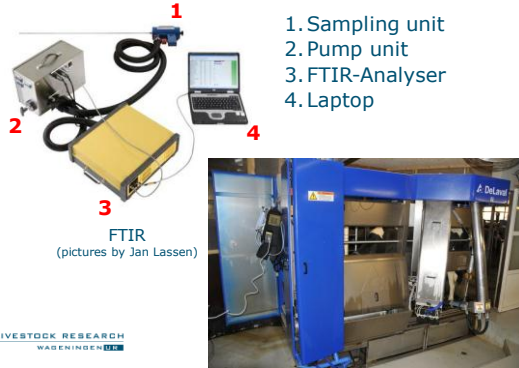 1
1. Sampling unit
2. Pump unit
3. FTIR-Analyser
4. Laptop
2
4
3
FTIR
(pictures by Jan Lassen)
DeLaval
IVESTOCK RESEARCH
WAGENINGEN UR